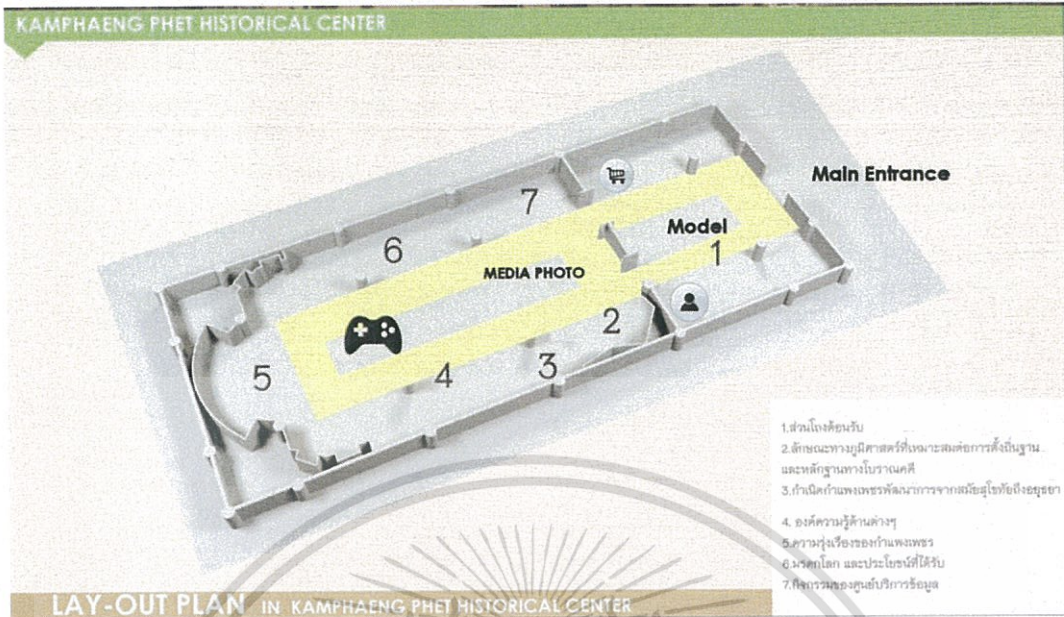 KAMPHAENG PHET HISTORICAL CENTER
Main Entrance
7
Model
6
1
MEDIA PHOTO
2
5
4
3
1.ส่วนโถงต้อนรับ
2.ลักษณะทางภูมิศาสตร์ที่เหมาะสมต่อการตั้งถิ่นฐาน
และหลักฐานทางโบราณคดี
3.กำเนิดกำแพงเพชรพัฒนาการจากสมัยสุโขทัยถึงอยุธยา
4. องค์ความรู้ด้านต่างๆ
5.ความรุ่งเรืองของกำแพงเพชร
6.มรดกโลก และประโยชน์ที่ได้รับ
7.กิจกรรมของศูนย์บริการข้อมูล
LAY-OUT PLAN IN KAMPHAENG PHET HISTORICAL CENTER